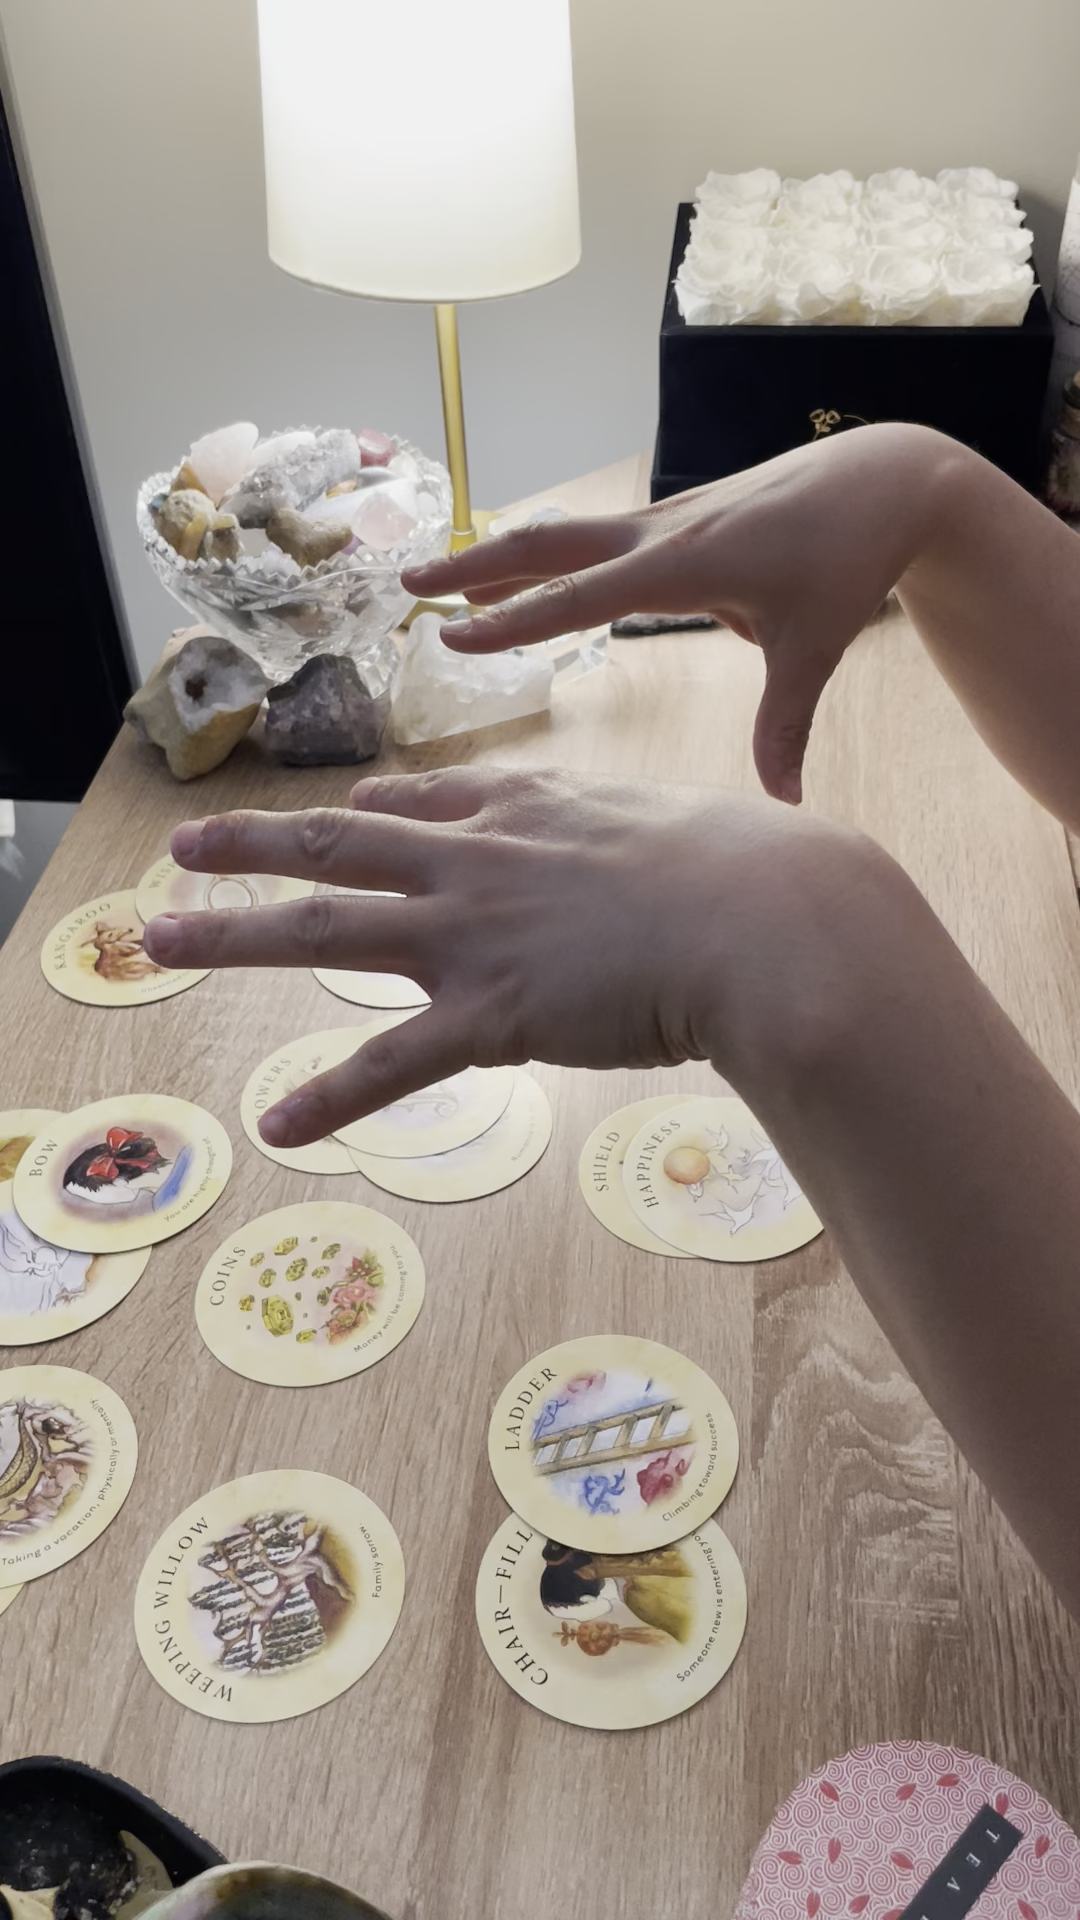 KANGAROO
WIS
BOW
You are highly thought of.
SHIELD
HAPPINESS
COINS
Money will be coming to you.
LADDER
Climbing toward success
Taking a vacation, physically or mentally
WEEPING WILLOW
Family sorrow.
CHAIR—FILL
Someone new is entering yo
TEA